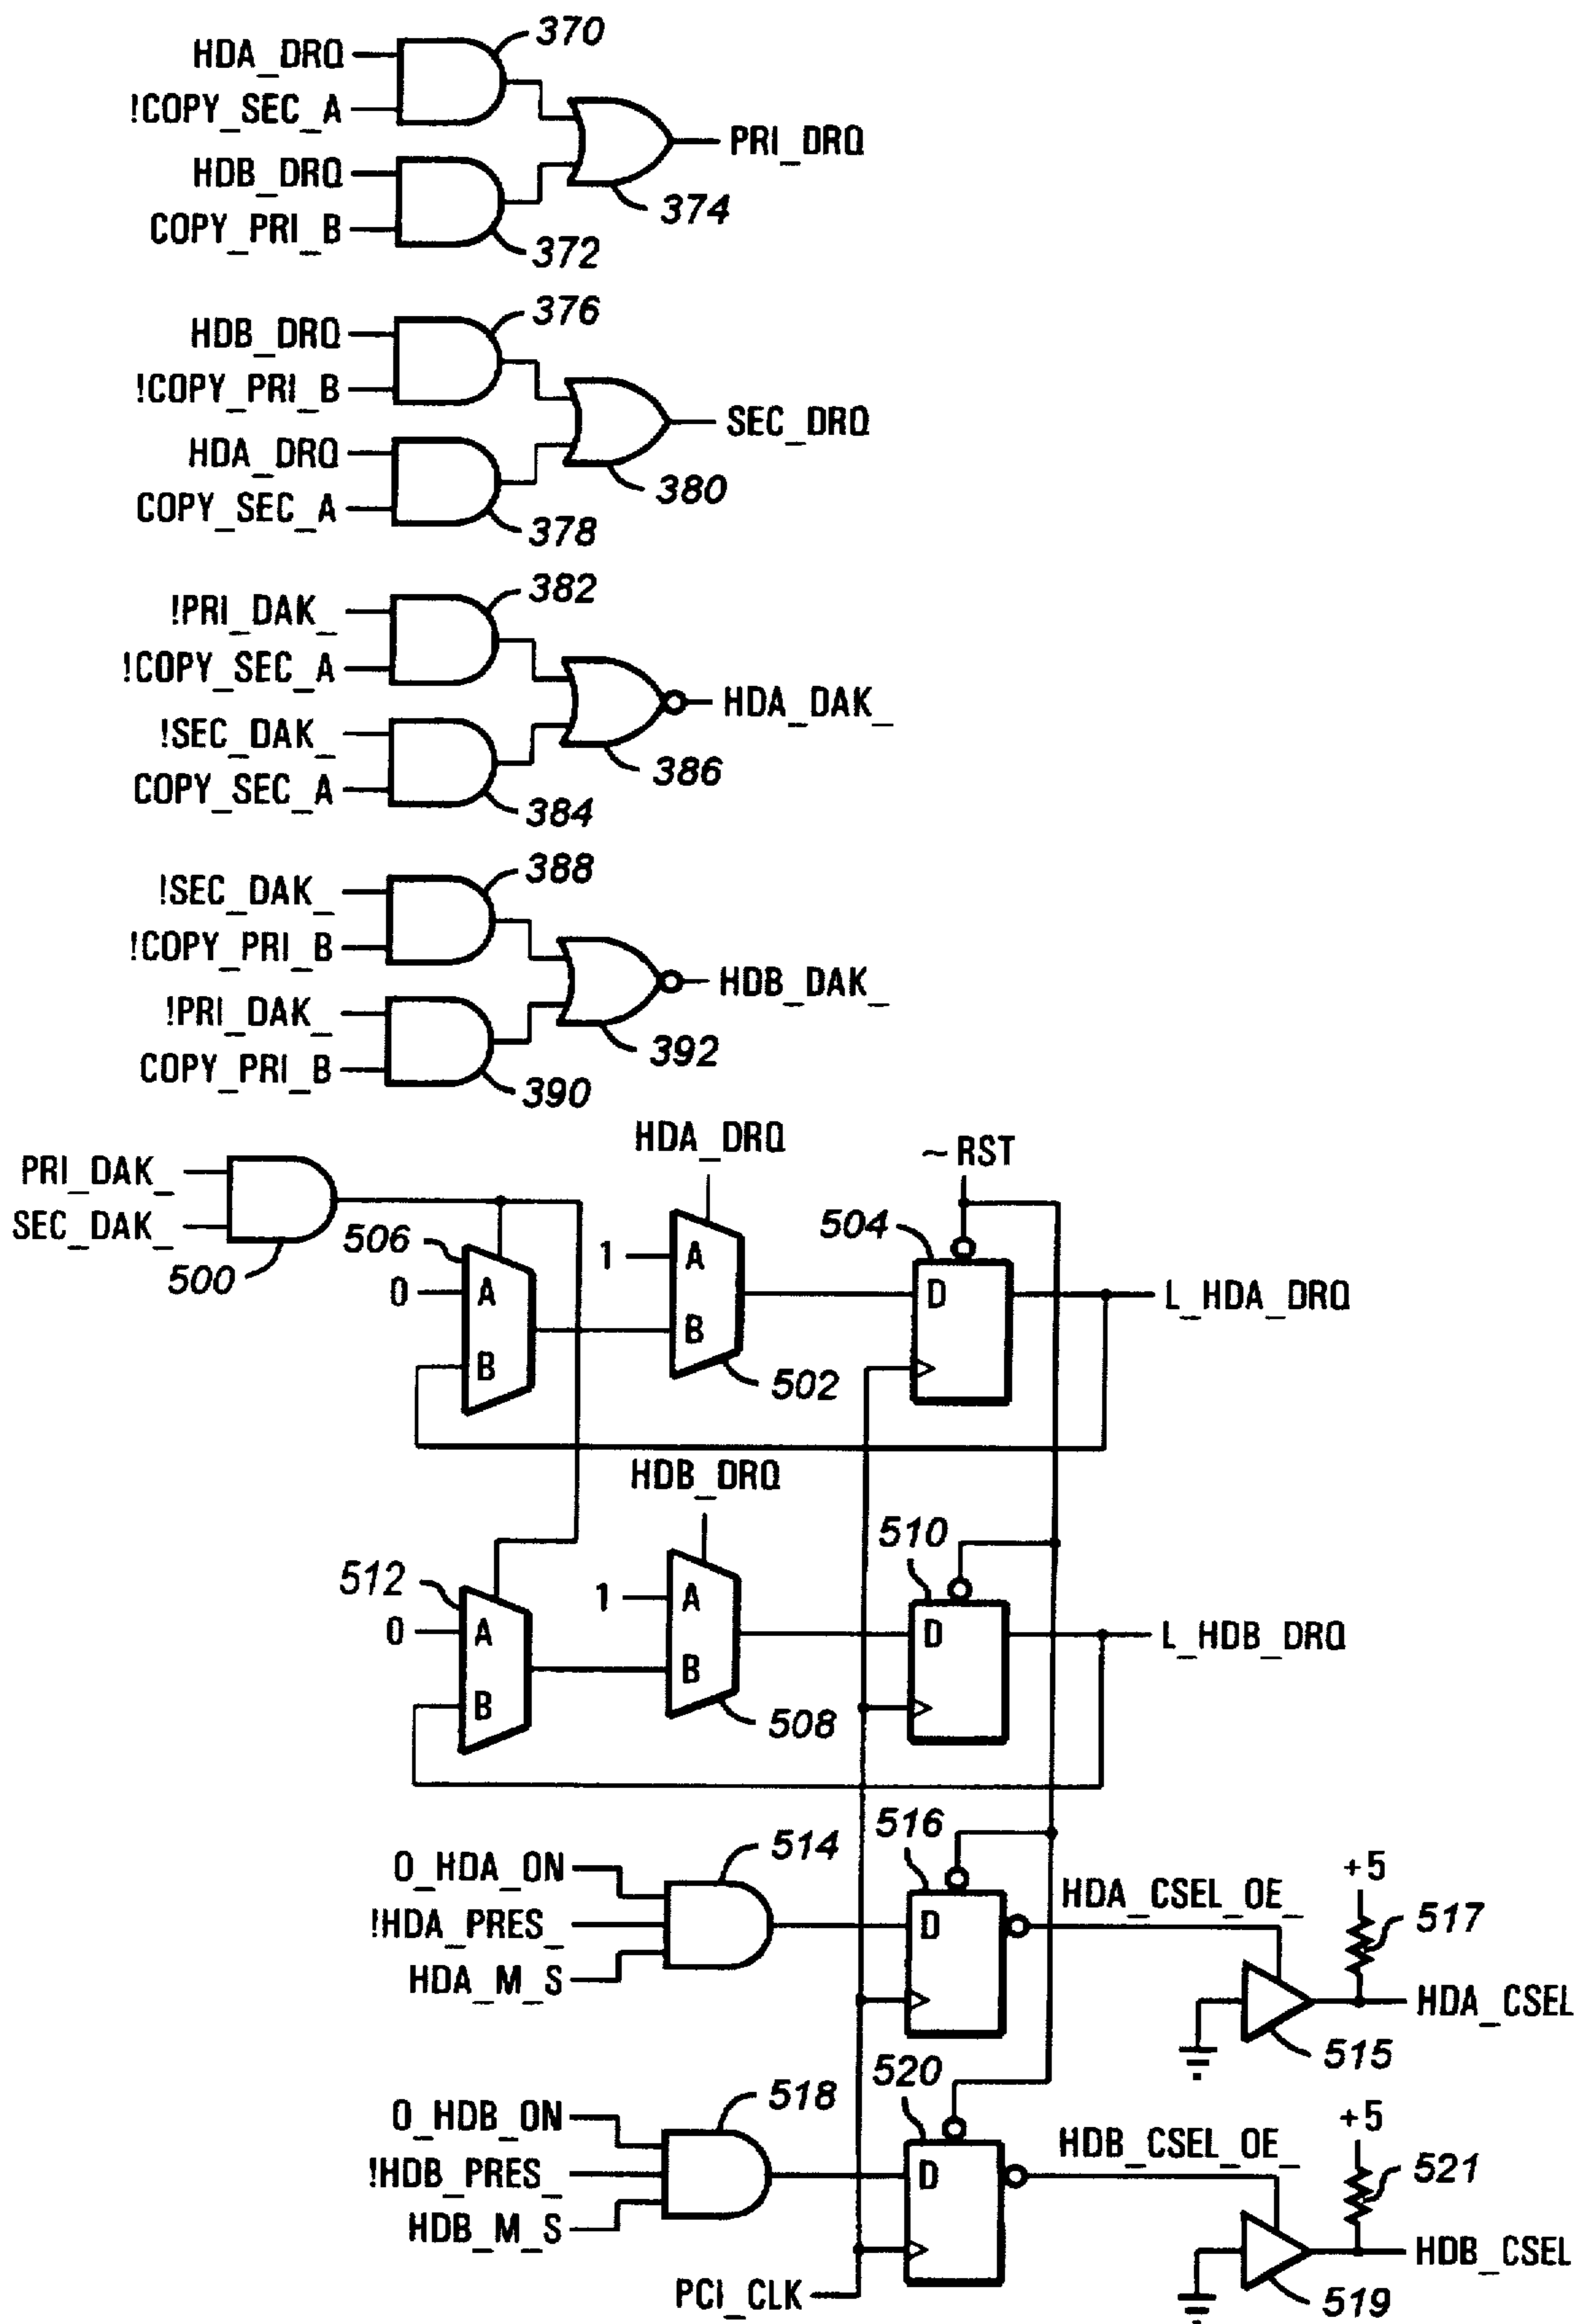 370
HDA_DRQ
!COPY_SEC_A
PRI_DRQ
HDB_DRQ
374
COPY_PRI_B
372
376
HDB_DRQ
!COPY_PRI_B
SEC_DRQ
HDA_DRQ
380
COPY_SEC_A
378
382
!PRI_DAK_
!COPY_SEC_A
HDA_DAK_
!SEC_DAK_
386
COPY_SEC_A
384
388
!SEC_DAK_
!COPY_PRI_B
HDB_DAK_
!PRI_DAK_
392
COPY_PRI_B
390
HDA_DRQ
~RST
PRI_DAK_
SEC_DAK_
500
506
504
1
A
0
A
D
L_HDA_DRQ
B
B
502
HDB_DRQ
510
512
1
A
0
A
D
L_HDB_DRQ
B
B
508
514
516
O_HDA_ON
+5
HDA_CSEL_OE_
!HDA_PRES_
D
517
HDA_M_S
HDA_CSEL
515
518
520
O_HDB_ON
+5
HDB_CSEL_OE_
!HDB_PRES_
D
521
HDB_M_S
HDB_CSEL
PCI_CLK
519